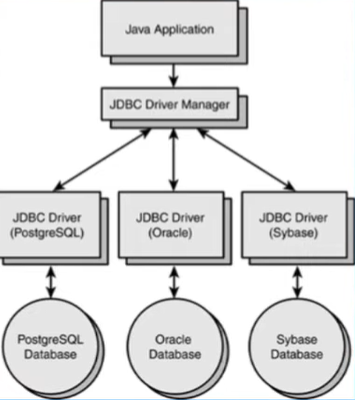 Java Application
JDBC Driver Manager
JDBC Driver
(PostgreSQL)
JDBC Driver
(Oracle)
JDBC Driver
(Sybase)
PostgreSQL
Database
Oracle
Database
Sybase
Database